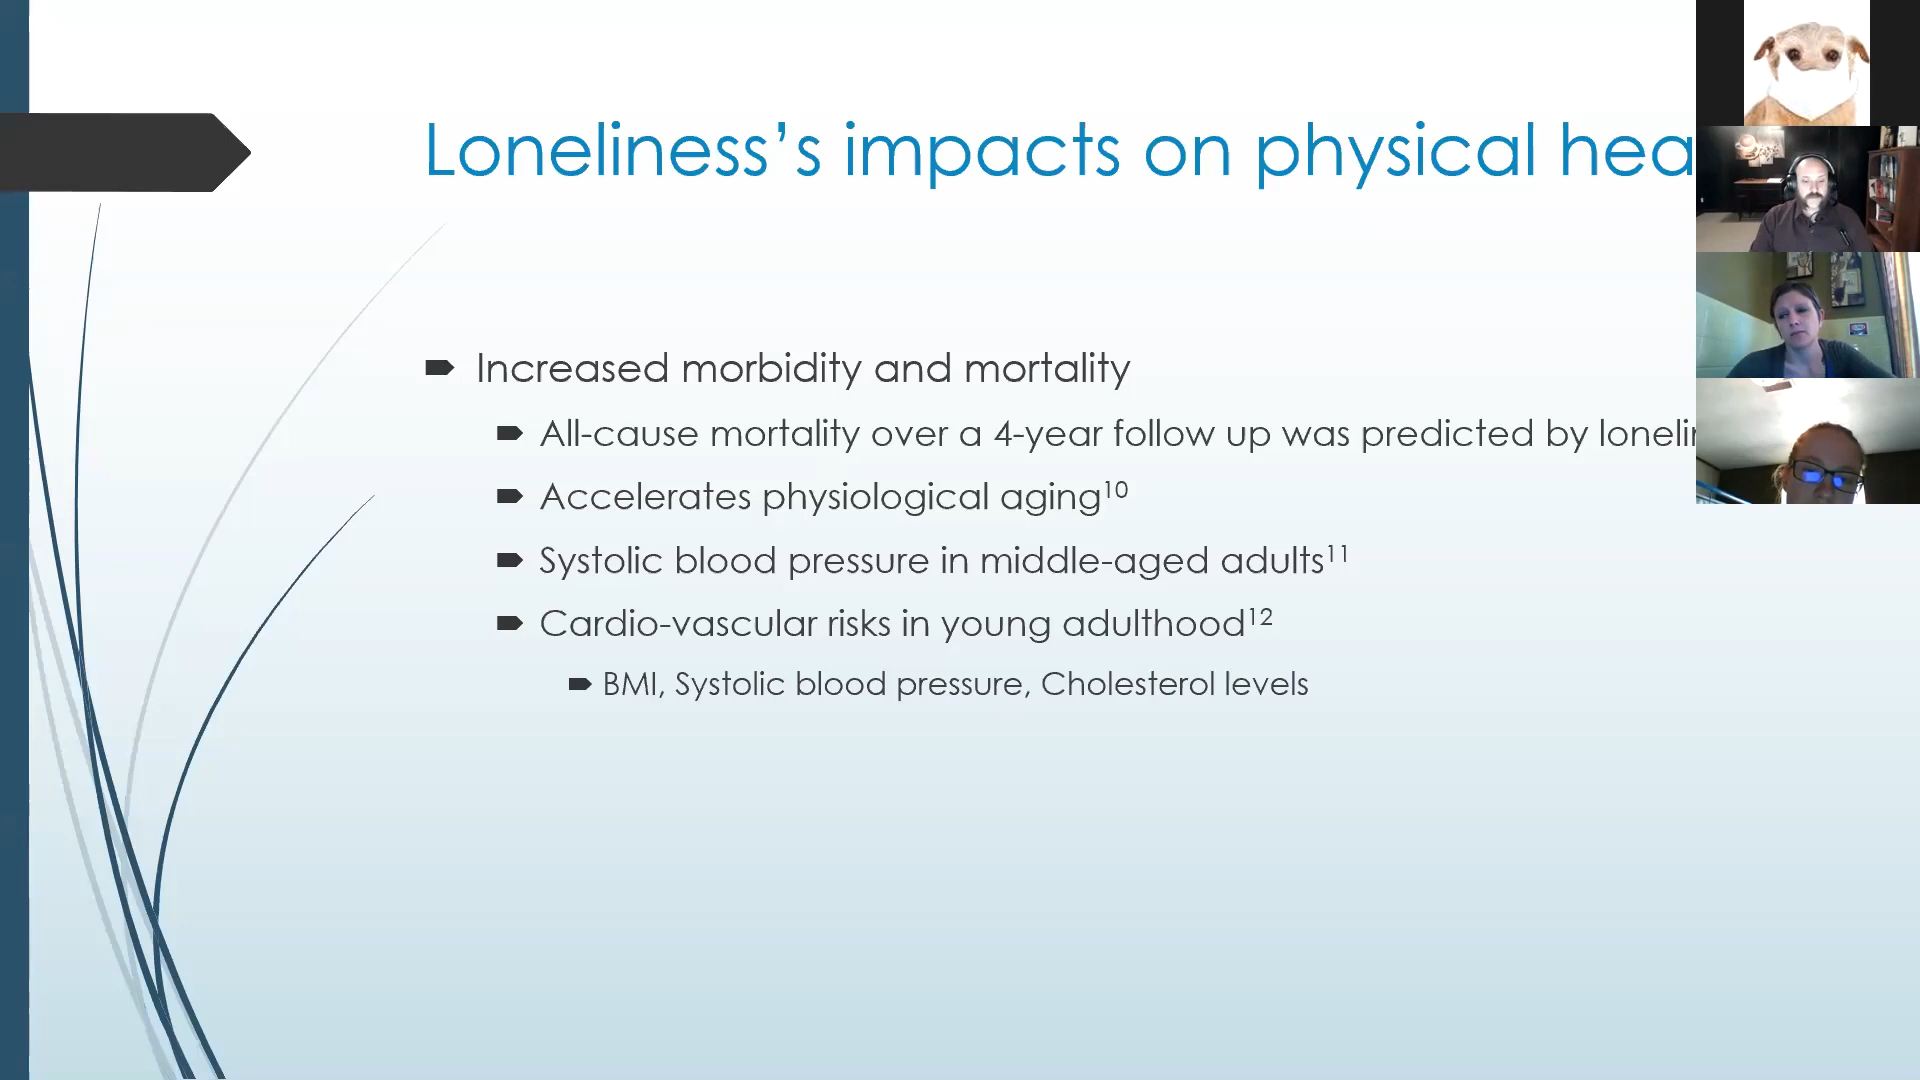 Loneliness’s impacts on physical hea
Increased morbidity and mortality
All-cause mortality over a 4-year follow up was predicted by loneli
Accelerates physiological aging¹⁰
Systolic blood pressure in middle-aged adults¹¹
Cardio-vascular risks in young adulthood¹²
BMI, Systolic blood pressure, Cholesterol levels